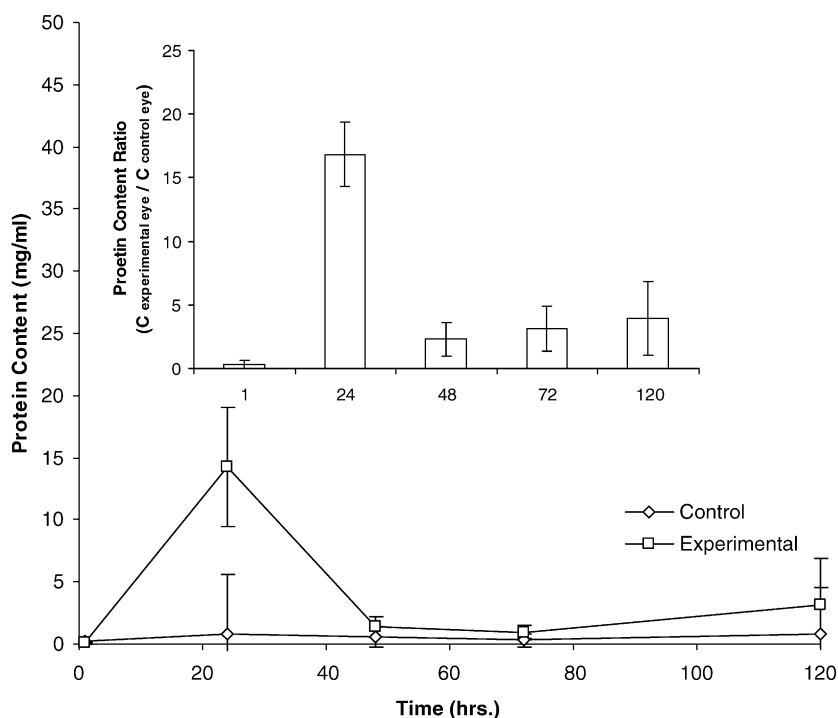 50
45
40
35
30
25
20
15
10
5
0
Protein Content (mg/ml)
25
20
15
10
5
0
Proetin Content Ratio
(C experimental eye / C control eye)
1 24 48 72 120
Control
Experimental
0 20 40 60 80 100 120
Time (hrs.)